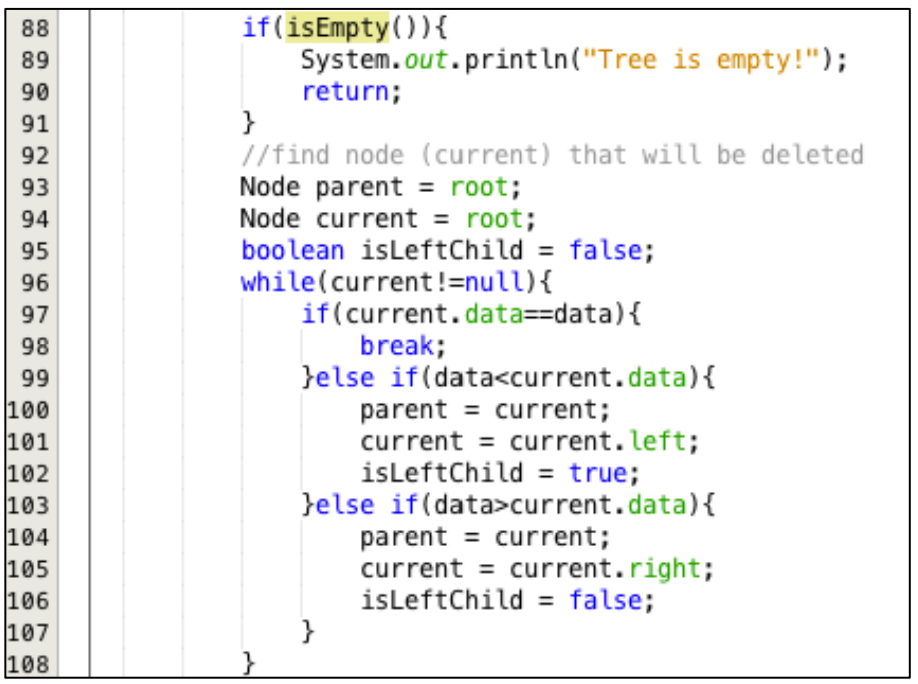 88 if(isEmpty()){
89 System.out.println("Tree is empty!");
90 return;
91 }
92 //find node (current) that will be deleted
93 Node parent = root;
94 Node current = root;
95 boolean isLeftChild = false;
96 while(current!=null){
97 if(current.data==data){
98 break;
99 }else if(data<current.data){
100 parent = current;
101 current = current.left;
102 isLeftChild = true;
103 }else if(data>current.data){
104 parent = current;
105 current = current.right;
106 isLeftChild = false;
107 }
108 }